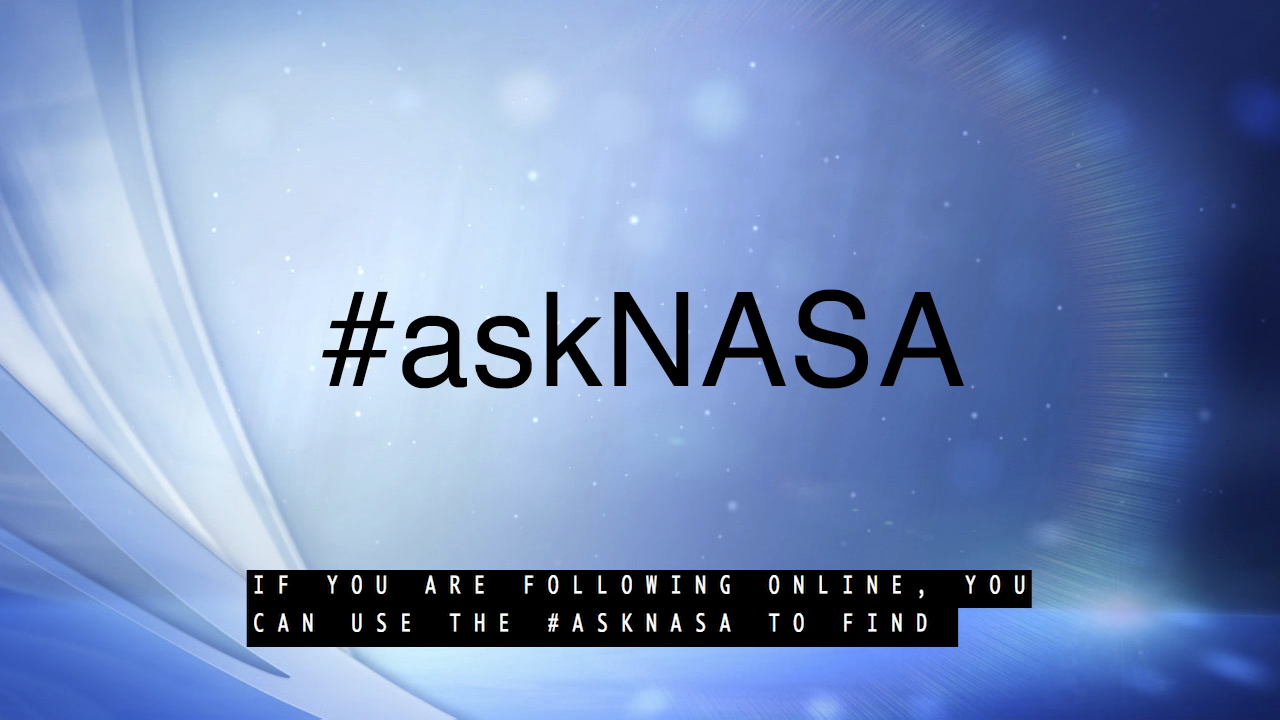 #askNASA
IF YOU ARE FOLLOWING ONLINE, YOU
CAN USE THE #ASKNASA TO FIND